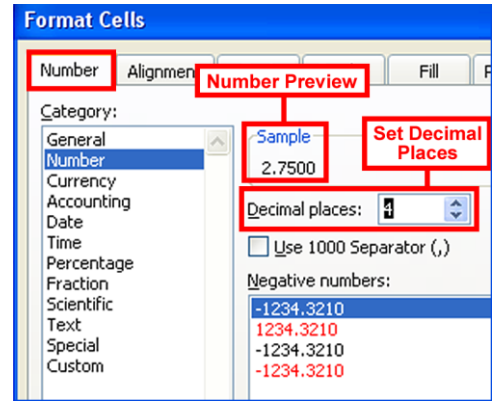 Format Cells
Number
Alignmen
Number Preview
Fill
Category:
General
Number
Currency
Accounting
Date
Time
Percentage
Fraction
Scientific
Text
Special
Custom
Sample
2.7500
Set Decimal
Places
Decimal places: 4
Use 1000 Separator (,)
Negative numbers:
-1234.3210
1234.3210
-1234.3210
-1234.3210